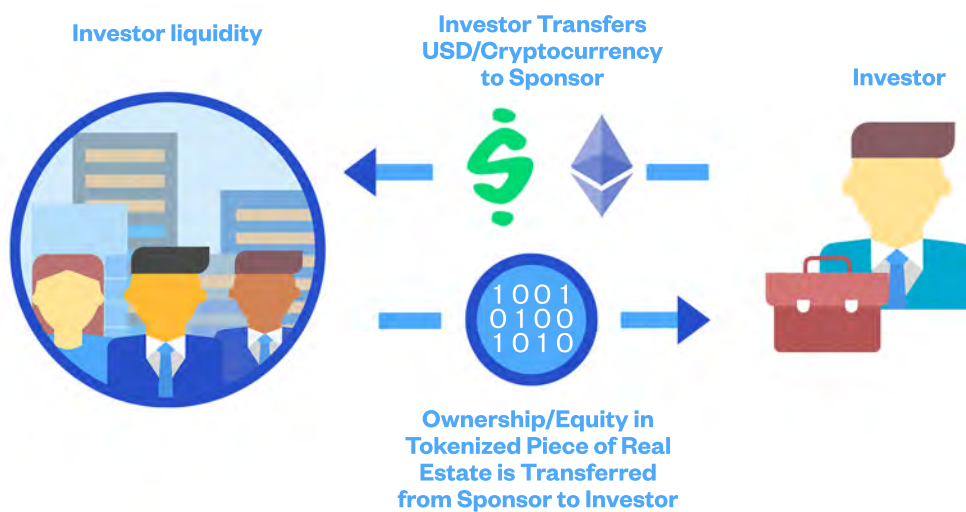 Investor liquidity
Investor Transfers
USD/Cryptocurrency
to Sponsor
Investor
1001
0100
1010
Ownership/Equity in
Tokenized Piece of Real
Estate is Transferred
from Sponsor to Investor